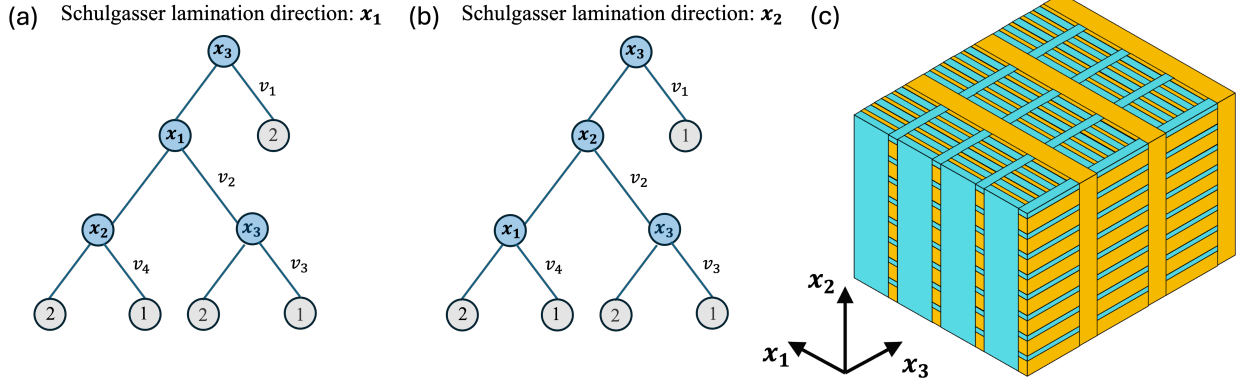 (a) Schulgasser lamination direction: x₁
(b) Schulgasser lamination direction: x₂
(c)
x₃
v₁
x₁
2
v₂
x₂
x₃
v₄
v₃
2
1
2
1
x₃
v₁
x₂
1
v₂
x₁
x₃
v₄
v₃
2
1
2
1
x₂
x₁
x₃